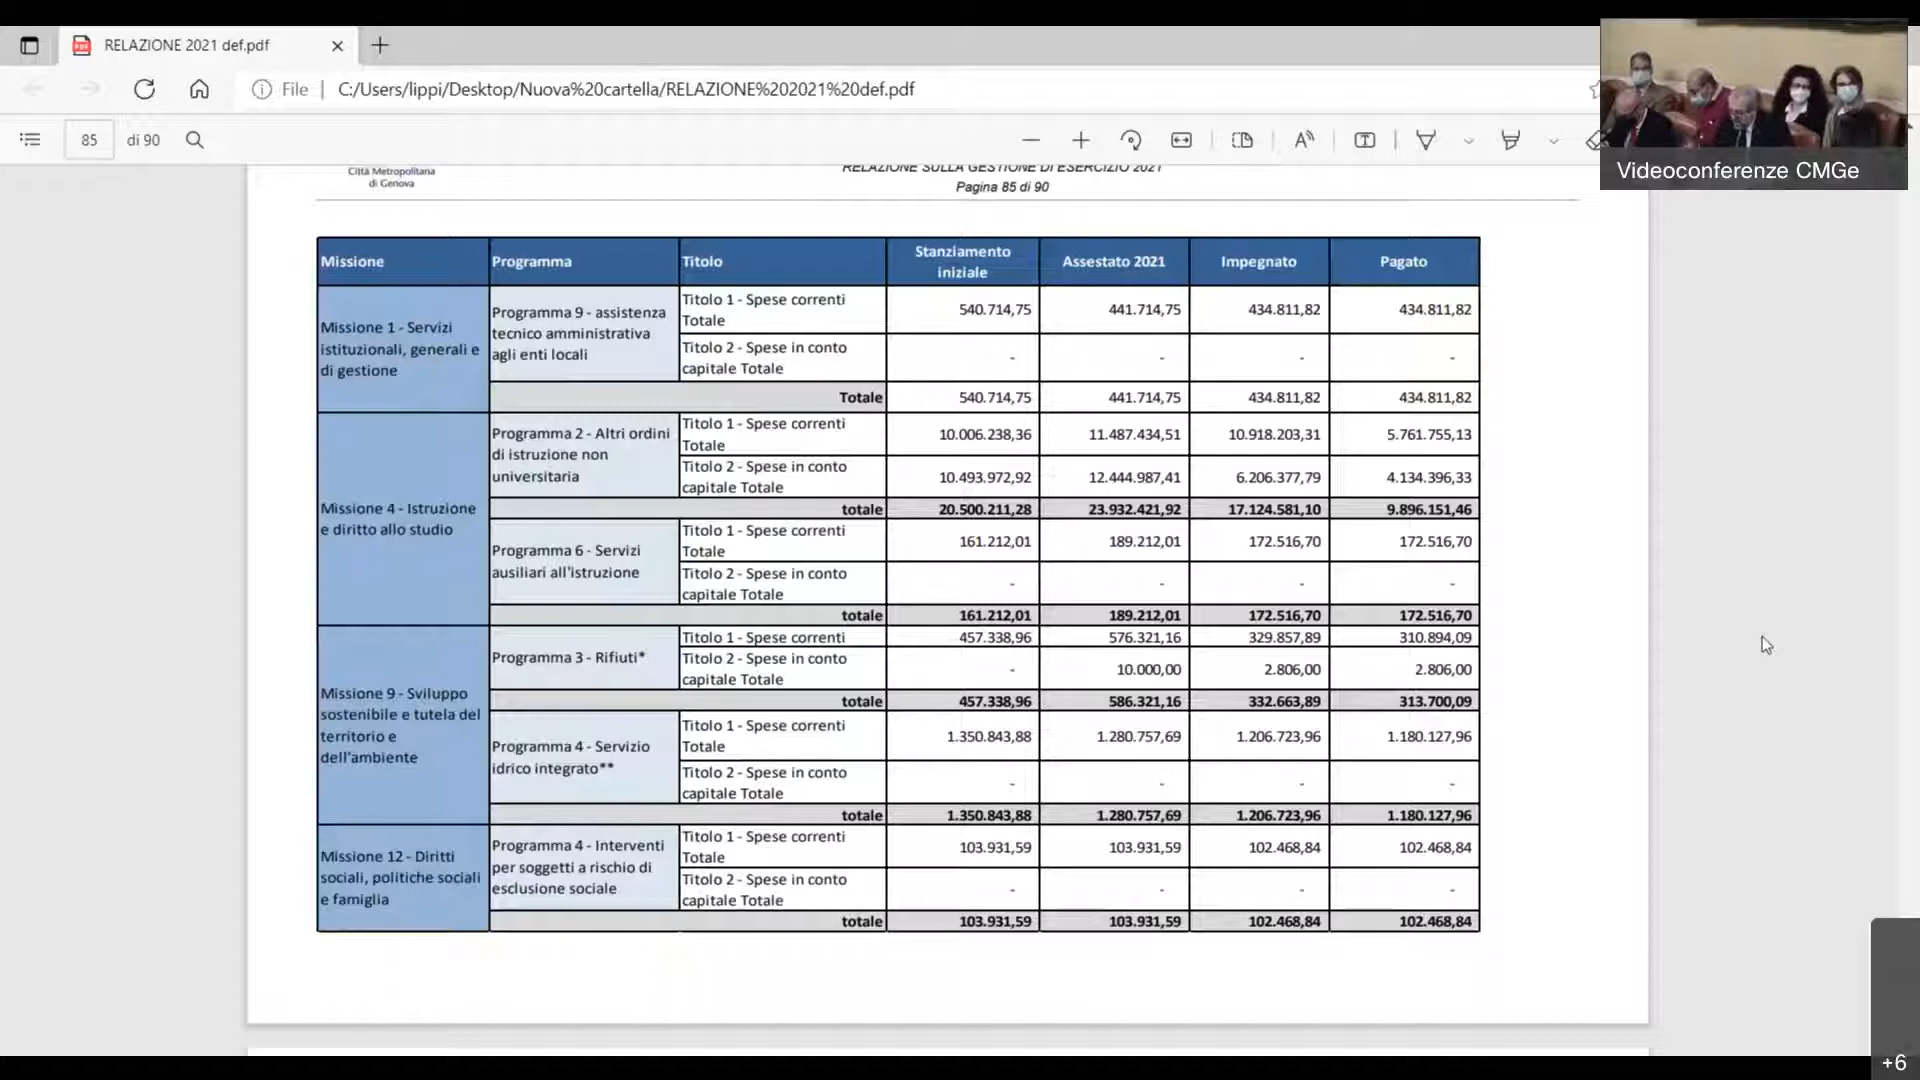 RELAZIONE 2021 def.pdf
File
C:/Users/lippi/Desktop/Nuova%20cartella/RELAZIONE%202021%20def.pdf
85
di 90
Videoconferenze CMGe
Città Metropolitana
di Genova
RELAZIONE SULLA GESTIONE DI ESERCIZIO 2021
Pagina 85 di 90
Missione Programma Titolo Stanziamento iniziale Assestato 2021 Impegnato Pagato
Missione 1 - Servizi
istituzionali, generali e
di gestione
Programma 9 - assistenza
tecnico amministrativa
agli enti locali
Titolo 1 - Spese correnti
Totale
540.714,75 441.714,75 434.811,82 434.811,82
Titolo 2 - Spese in conto
capitale Totale
- - - -
Totale 540.714,75 441.714,75 434.811,82 434.811,82
Missione 4 - Istruzione
e diritto allo studio
Programma 2 - Altri ordini
di istruzione non
universitaria
Titolo 1 - Spese correnti
Totale
10.006.238,36 11.487.434,51 10.918.203,31 5.761.755,13
Titolo 2 - Spese in conto
capitale Totale
10.493.972,92 12.444.987,41 6.206.377,79 4.134.396,33
totale 20.500.211,28 23.932.421,92 17.124.581,10 9.896.151,46
Programma 6 - Servizi
ausiliari all'istruzione
Titolo 1 - Spese correnti
Totale
161.212,01 189.212,01 172.516,70 172.516,70
Titolo 2 - Spese in conto
capitale Totale
- - - -
totale 161.212,01 189.212,01 172.516,70 172.516,70
Missione 9 - Sviluppo
sostenibile e tutela del
territorio e
dell'ambiente
Programma 3 - Rifiuti*
Titolo 1 - Spese correnti
457.338,96 576.321,16 329.857,89 310.894,09
Titolo 2 - Spese in conto
capitale Totale
- 10.000,00 2.806,00 2.806,00
totale 457.338,96 586.321,16 332.663,89 313.700,09
Programma 4 - Servizio
idrico integrato**
Titolo 1 - Spese correnti
Totale
1.350.843,88 1.280.757,69 1.206.723,96 1.180.127,96
Titolo 2 - Spese in conto
capitale Totale
- - - -
totale 1.350.843,88 1.280.757,69 1.206.723,96 1.180.127,96
Missione 12 - Diritti
sociali, politiche sociali
e famiglia
Programma 4 - Interventi
per soggetti a rischio di
esclusione sociale
Titolo 1 - Spese correnti
Totale
103.931,59 103.931,59 102.468,84 102.468,84
Titolo 2 - Spese in conto
capitale Totale
- - - -
totale 103.931,59 103.931,59 102.468,84 102.468,84
+6